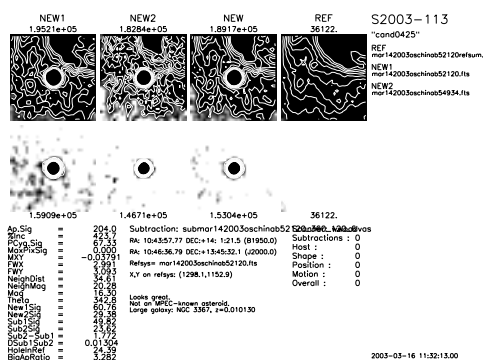 NEW1 NEW2 NEW REF
1.9521e+05 1.8284e+05 1.8917e+05 36122.
S2003-113
"cand0425"
REF
mar142003oschinab52120refsum.
NEW1
mar142003oschinab52120.fts
NEW2
mar142003oschinab54934.fts
1.5909e+05 1.4671e+05 1.5304e+05 36122.
Ap.Sig = 204.0
%Inc = 423.7
PCyg.Sig = 67.33
MaxPixSig = 0.000
MXY = -0.03791
FWX = 2.991
FWY = 3.093
NeighDist = 34.61
NeighMag = 20.28
Mag = 16.30
Theta = 342.8
New1Sig = 60.76
New2Sig = 29.38
Sub1Sig = 49.82
Sub2Sig = 23.62
Sub2-Sub1 = 1.772
DSub1Sub2 = 0.01304
HoleInRef = 24.39
BigApRatio = 3.282
Subtraction: submar142003oschinab52
RA: 10:43:57.77 DEC:+14: 1:21.5 (B1950.0)
RA: 10:46:36.79 DEC:+13:45:32.1 (J2000.0)
Refsys= mar142003oschinab52120.fts
X,Y on refsys: (1298.1,1152.9)
Looks great.
Not an MPEC-known asteroid.
Large galaxy: NGC 3367, z=0.010130
Subtractions : 0
Host : 0
Shape : 0
Position : 0
Motion : 0
Overall : 0
2003-03-16 11:32:13.00